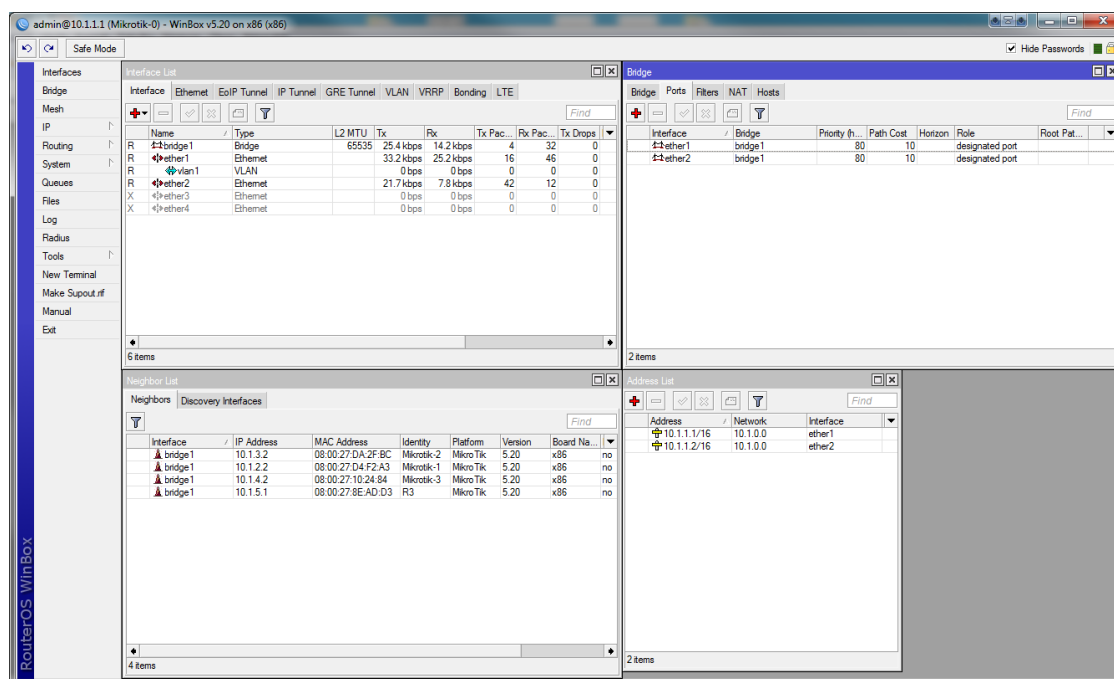 admin@10.1.1.1 (Mikrotik-0) - WinBox v5.20 on x86 (x86)
Safe Mode
Hide Passwords
Interfaces
Bridge
Mesh
IP
Routing
System
Queues
Files
Log
Radius
Tools
New Terminal
Make Supout.rif
Manual
Exit
RouterOS WinBox
Interface List
Interface Ethernet EoIP Tunnel IP Tunnel GRE Tunnel VLAN VRRP Bonding LTE
Find
Name Type L2 MTU Tx Rx Tx Pac... Rx Pac... Tx Drops
R bridge1 Bridge 65535 25.4 kbps 14.2 kbps 4 32 0
R ether1 Ethernet 33.2 kbps 25.2 kbps 16 46 0
R vlan1 VLAN 0 bps 0 bps 0 0 0
R ether2 Ethernet 21.7 kbps 7.8 kbps 42 12 0
X ether3 Ethernet 0 bps 0 bps 0 0 0
X ether4 Ethernet 0 bps 0 bps 0 0 0
6 items
Bridge
Bridge Ports Filters NAT Hosts
Find
Interface Bridge Priority (h... Path Cost Horizon Role Root Pat...
ether1 bridge1 80 10 designated port
ether2 bridge1 80 10 designated port
2 items
Neighbor List
Neighbors Discovery Interfaces
Find
Interface IP Address MAC Address Identity Platform Version Board Na...
bridge1 10.1.3.2 08:00:27:DA:2F:BC Mikrotik-2 MikroTik 5.20 x86 no
bridge1 10.1.2.2 08:00:27:D4:F2:A3 Mikrotik-1 MikroTik 5.20 x86 no
bridge1 10.1.4.2 08:00:27:10:24:84 Mikrotik-3 MikroTik 5.20 x86 no
bridge1 10.1.5.1 08:00:27:8E:AD:D3 R3 MikroTik 5.20 x86 no
4 items
Address List
Find
Address Network Interface
10.1.1.1/16 10.1.0.0 ether1
10.1.1.2/16 10.1.0.0 ether2
2 items